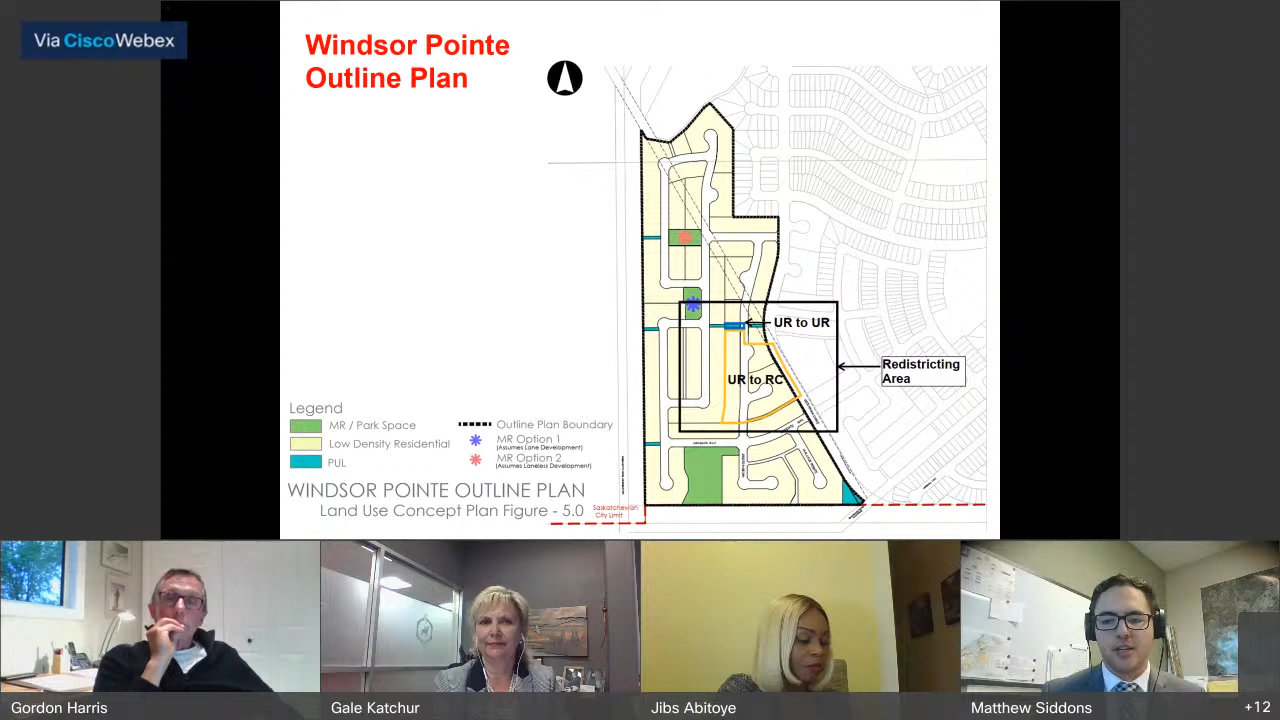 Via CiscoWebex
Windsor Pointe
Outline Plan
UR to UR
UR to RC
Redistricting
Area
Legend
MR / Park Space
Low Density Residential
PUL
Outline Plan Boundary
MR Option 1
(Assumes Lane Development)
MR Option 2
(Assumes Laneless Development)
WINDSOR POINTE OUTLINE PLAN
Land Use Concept Plan Figure - 5.0
Saskatchewan
City Limit
Gordon Harris
Gale Katchur
Jibs Abitoye
Matthew Siddons
+12